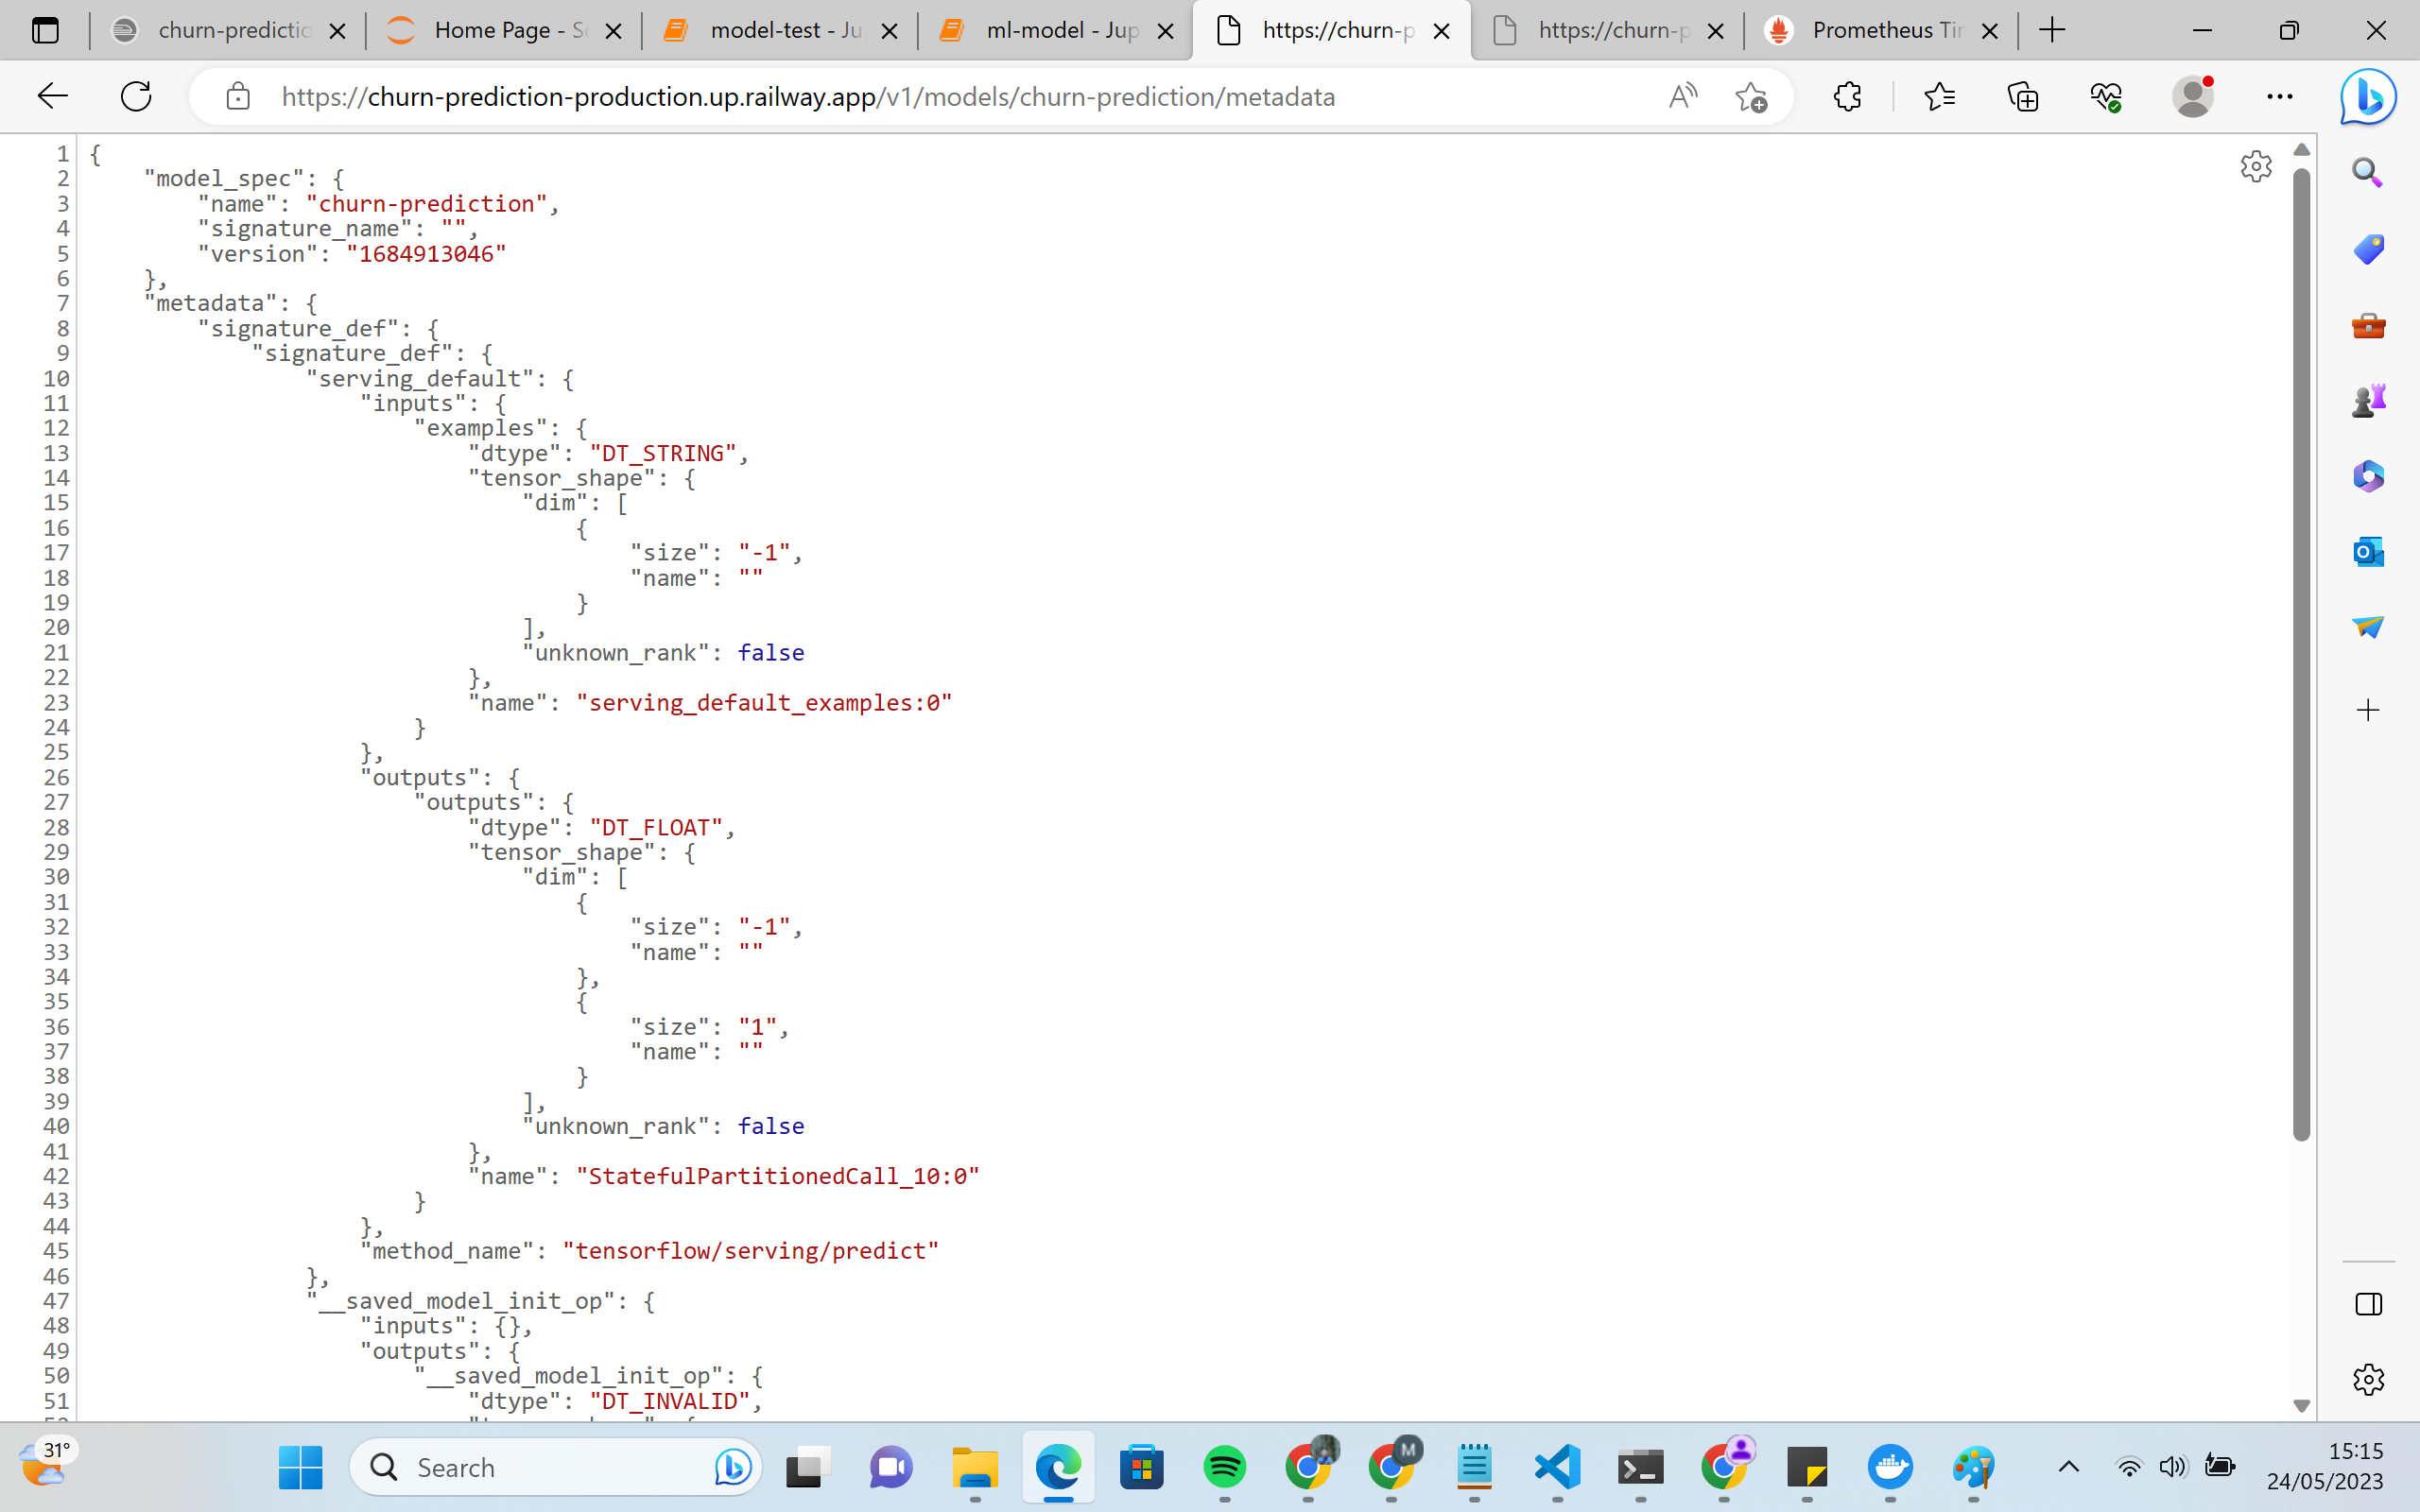 churn-predictio
Home Page - Se
model-test - Ju
ml-model - Jup
https://churn-p
https://churn-p
Prometheus Tir
https://churn-prediction-production.up.railway.app/v1/models/churn-prediction/metadata
1 {
2     "model_spec": {
3         "name": "churn-prediction",
4         "signature_name": "",
5         "version": "1684913046"
6     },
7     "metadata": {
8         "signature_def": {
9             "signature_def": {
10                 "serving_default": {
11                     "inputs": {
12                         "examples": {
13                             "dtype": "DT_STRING",
14                             "tensor_shape": {
15                                 "dim": [
16                                     {
17                                         "size": "-1",
18                                         "name": ""
19                                     }
20                                 ],
21                                 "unknown_rank": false
22                             },
23                             "name": "serving_default_examples:0"
24                         }
25                     },
26                     "outputs": {
27                         "outputs": {
28                             "dtype": "DT_FLOAT",
29                             "tensor_shape": {
30                                 "dim": [
31                                     {
32                                         "size": "-1",
33                                         "name": ""
34                                     },
35                                     {
36                                         "size": "1",
37                                         "name": ""
38                                     }
39                                 ],
40                                 "unknown_rank": false
41                             },
42                             "name": "StatefulPartitionedCall_10:0"
43                         }
44                     },
45                     "method_name": "tensorflow/serving/predict"
46                 },
47                 "__saved_model_init_op": {
48                     "inputs": {},
49                     "outputs": {
50                         "__saved_model_init_op": {
51                             "dtype": "DT_INVALID",
31°
Search
M
15:15
24/05/2023